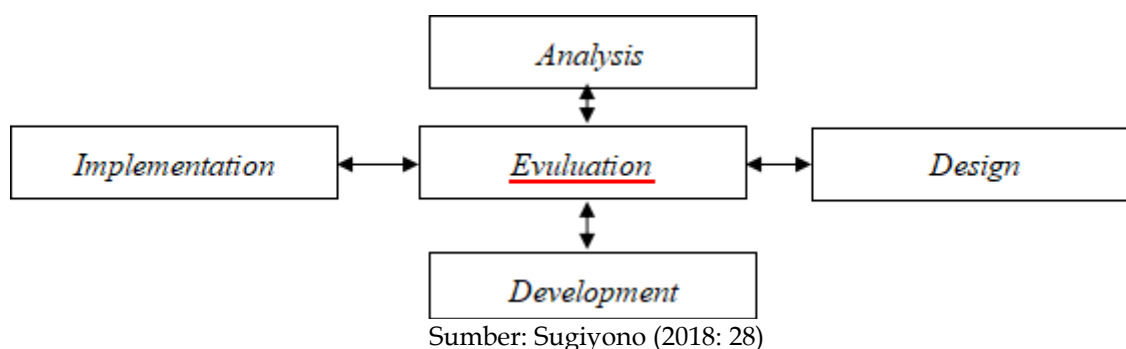 Analysis
Implementation
Evuluation
Design
Development
Sumber: Sugiyono (2018: 28)